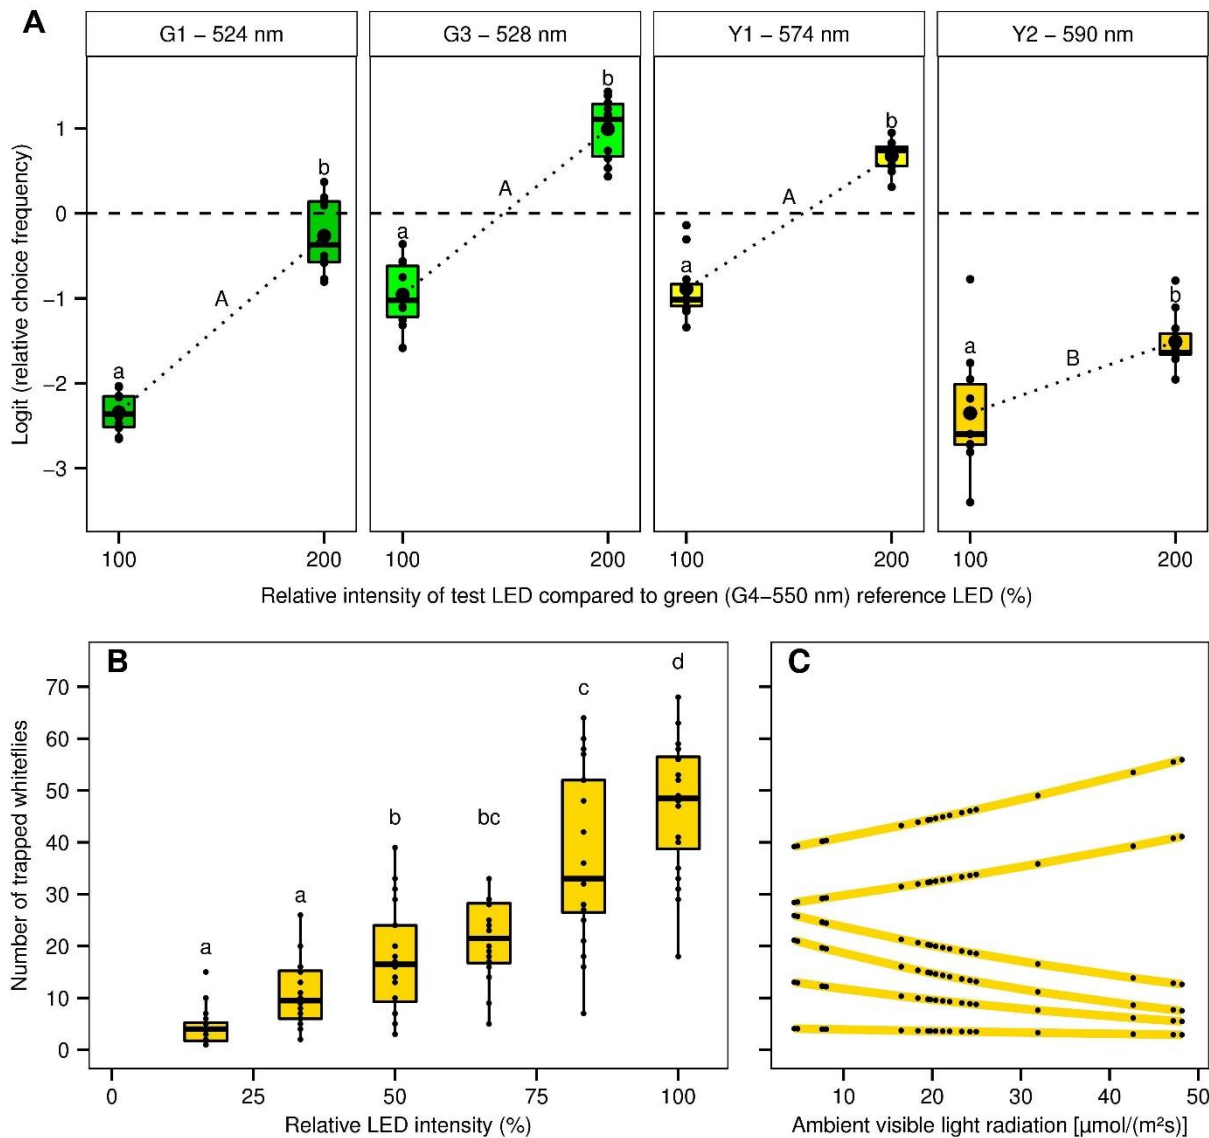 A
G1 − 524 nm
G3 − 528 nm
Y1 − 574 nm
Y2 − 590 nm
Logit (relative choice frequency)
1
0
−1
−2
−3
a
A
b
a
A
b
a
A
b
a
B
b
100
200
100
200
100
200
100
200
Relative intensity of test LED compared to green (G4−550 nm) reference LED (%)
B
Number of trapped whiteflies
70
60
50
40
30
20
10
0
a
a
b
bc
c
d
0
25
50
75
100
Relative LED intensity (%)
C
10
20
30
40
50
Ambient visible light radiation [µmol/(m²s)]